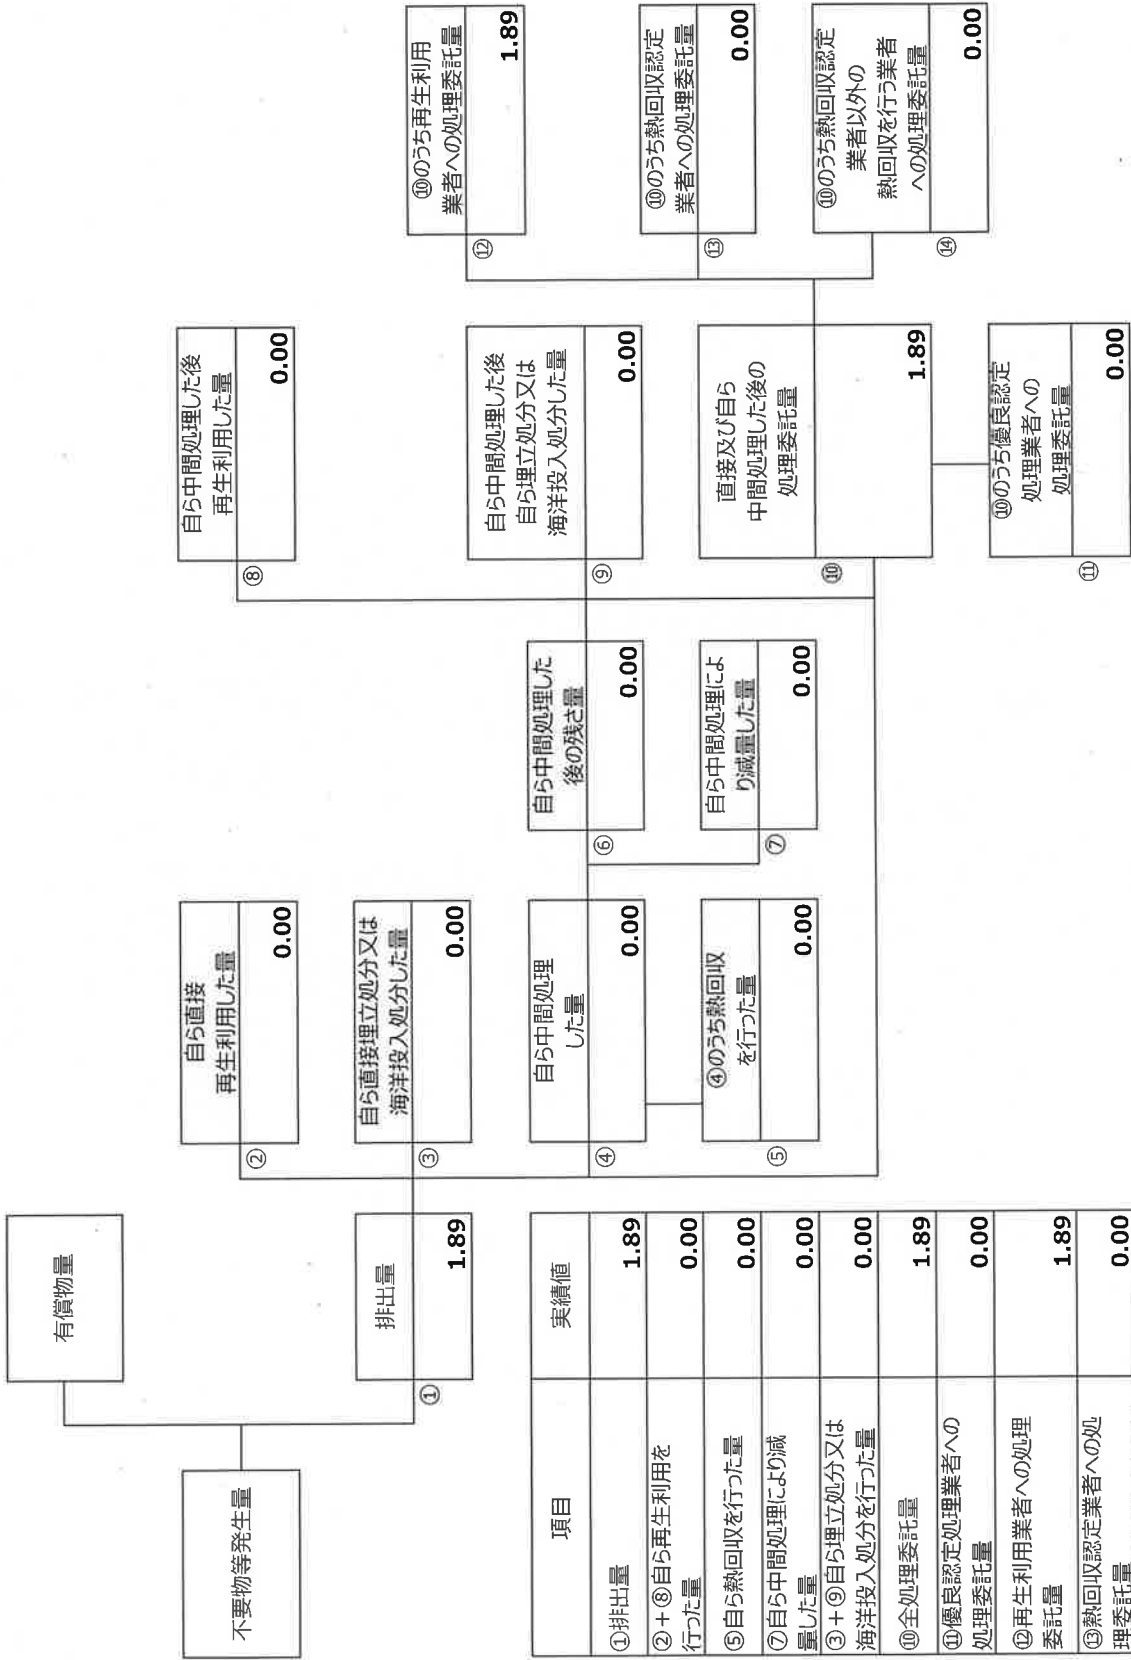 有償物量
不要物等発生量
排出量
①
1.89
自ら直接
再生利用した量
②
0.00
自ら直接埋立処分又は
海洋投入処分した量
③
0.00
自ら中間処理
した量
④
0.00
④のうち熱回収
を行った量
⑤
0.00
自ら中間処理した
後の残さ量
⑥
0.00
自ら中間処理によ
り減量した量
⑦
0.00
自ら中間処理した後
再生利用した量
⑧
0.00
自ら中間処理した後
自ら埋立処分又は
海洋投入処分した量
⑨
0.00
直接及び自ら
中間処理した後の
処理委託量
⑩
1.89
⑩のうち優良認定
処理業者への
処理委託量
⑪
0.00
⑩のうち再生利用
業者への処理委託量
⑫
1.89
⑩のうち熱回収認定
業者への処理委託量
⑬
0.00
⑩のうち熱回収認定
業者以外の
熱回収を行う業者
への処理委託量
⑭
0.00
項目 実績値
①排出量 1.89
②+⑧自ら再生利用を
行った量 0.00
⑤自ら熱回収を行った量 0.00
⑦自ら中間処理により減
量した量 0.00
③+⑨自ら埋立処分又は
海洋投入処分を行った量 0.00
⑩全処理委託量 1.89
⑪優良認定処理業者への
処理委託量 0.00
⑫再生利用業者への処理
委託量 1.89
⑬熱回収認定業者への処
理委託量 0.00